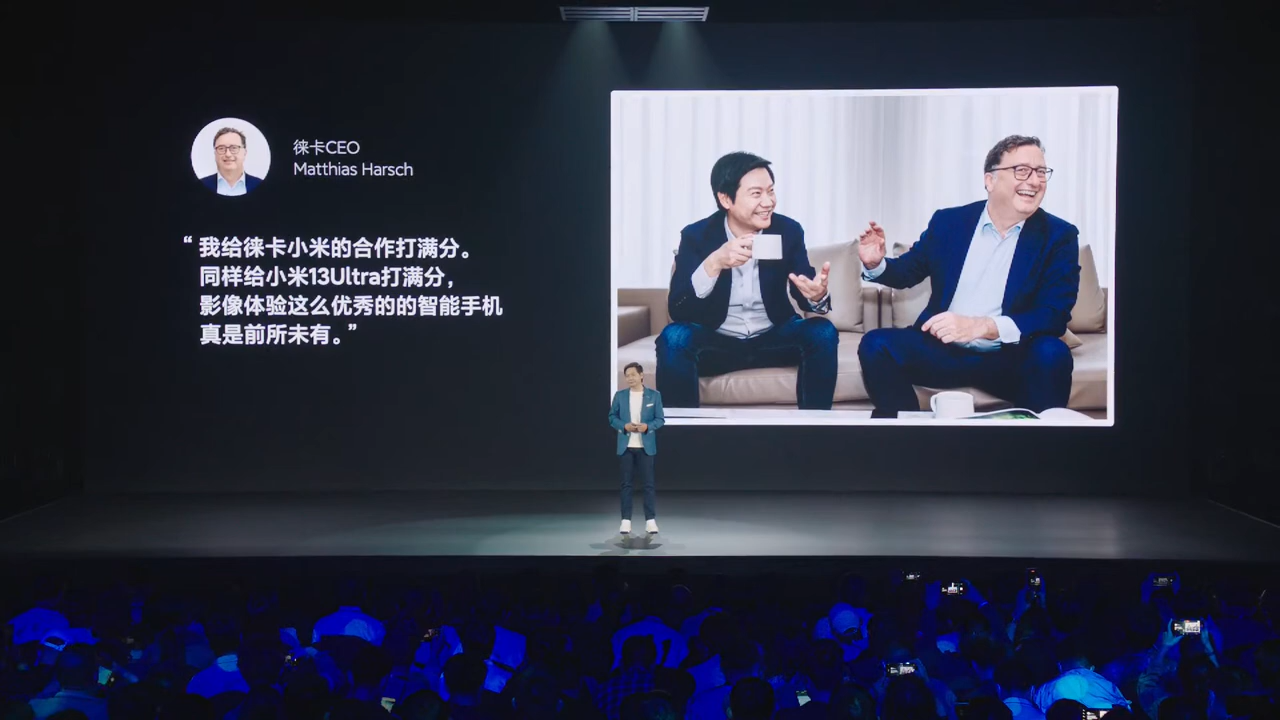 徕卡CEO
Matthias Harsch
“我给徕卡小米的合作打满分。
同样给小米13Ultra打满分，
影像体验这么优秀的的智能手机
真是前所未有。”